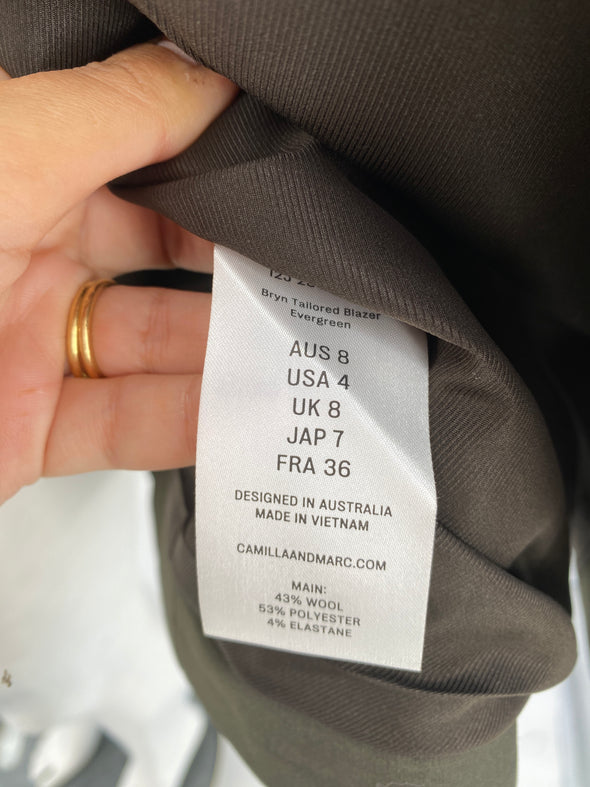 Bryn Tailored Blazer
Evergreen
AUS 8
USA 4
UK 8
JAP 7
FRA 36
DESIGNED IN AUSTRALIA
MADE IN VIETNAM
CAMILLAANDMARC.COM
MAIN:
43% WOOL
53% POLYESTER
4% ELASTANE